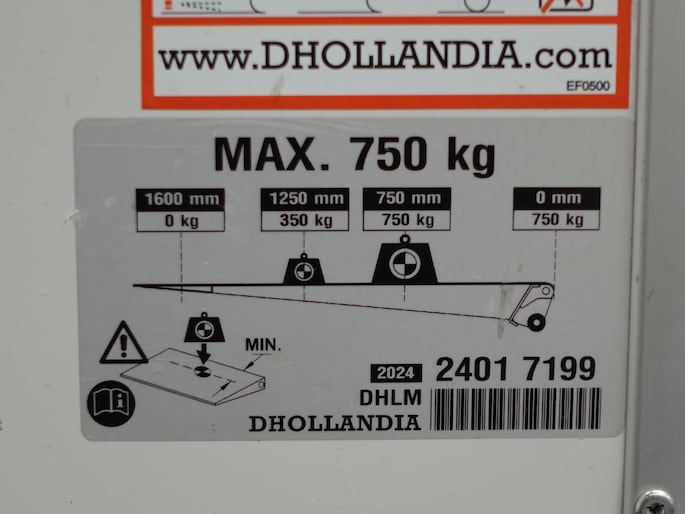 www.DHOLLANDIA.com
EF0500
MAX. 750 kg
1600 mm 1250 mm 750 mm 0 mm
0 kg 350 kg 750 kg 750 kg
MIN.
2024 2401 7199
DHLM
DHOLLANDIA